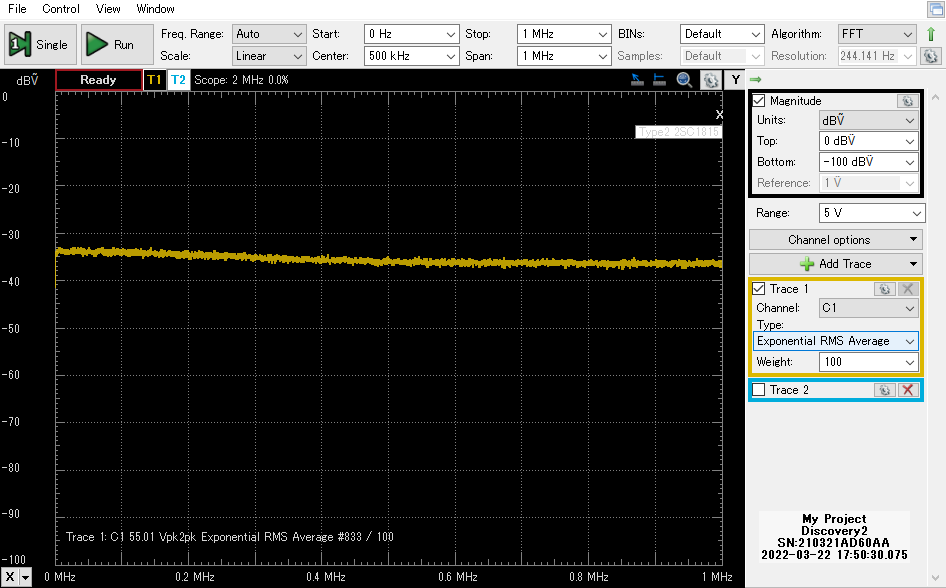 File Control View Window
Single Run Freq. Range: Auto Start: 0 Hz Stop: 1 MHz BINs: Default Algorithm: FFT
Scale: Linear Center: 500 kHz Span: 1 MHz Samples: Default Resolution: 244.141 Hz
dBṼ Ready T1 T2 Scope: 2 MHz 0.0% Y
X
Type2 2SC1815
0
-10
-20
-30
-40
-50
-60
-70
-80
-90
-100
Trace 1: C1 55.01 Vpk2pk Exponential RMS Average #833 / 100
X 0 MHz 0.2 MHz 0.4 MHz 0.6 MHz 0.8 MHz 1 MHz
Magnitude
Units: dBṼ
Top: 0 dBṼ
Bottom: -100 dBṼ
Reference: 1 Ṽ
Range: 5 V
Channel options
Add Trace
Trace 1
Channel: C1
Type:
Exponential RMS Average
Weight: 100
Trace 2
My Project
Discovery2
SN:210321AD60AA
2022-03-22 17:50:30.075